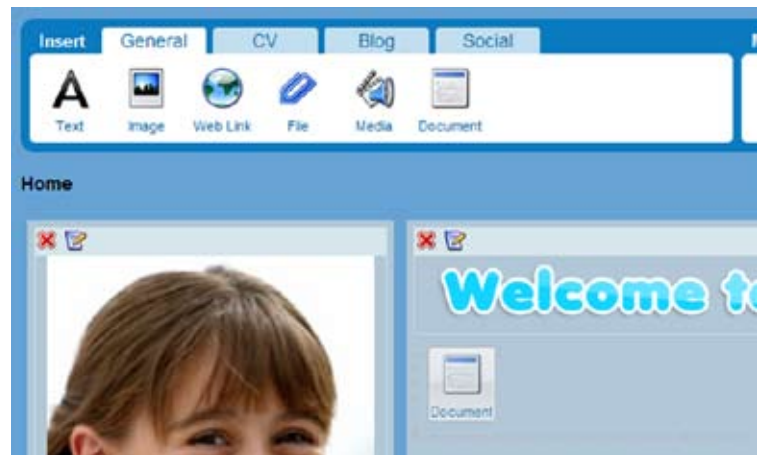 Insert General CV Blog Social
Text Image Web Link File Media Document
Home
Welcome
Document